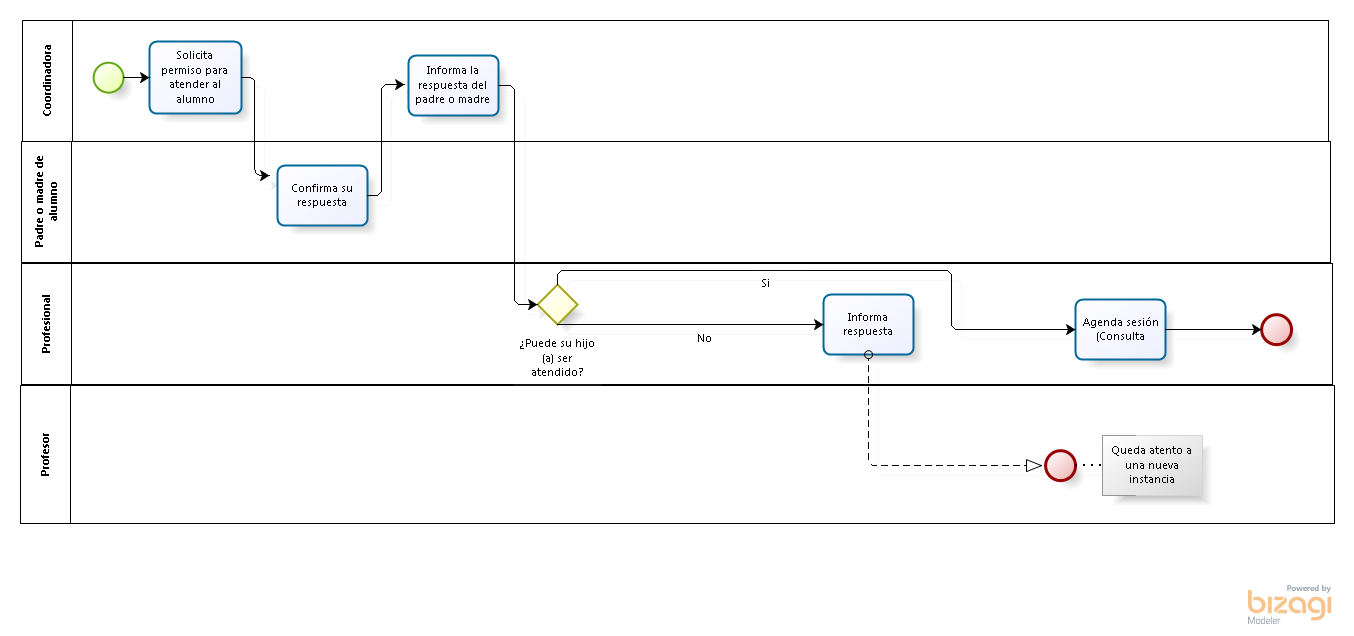 Coordinadora
Solicita
permiso para
atender al
alumno
Informa la
respuesta del
padre o madre
Padre o madre de
alumno
Confirma su
respuesta
Profesional
Si
No
¿Puede su hijo
(a) ser
atendido?
Informa
respuesta
Agenda sesión
(Consulta
Profesor
Queda atento a
una nueva
instancia
Powered by
bizagi
Modeler